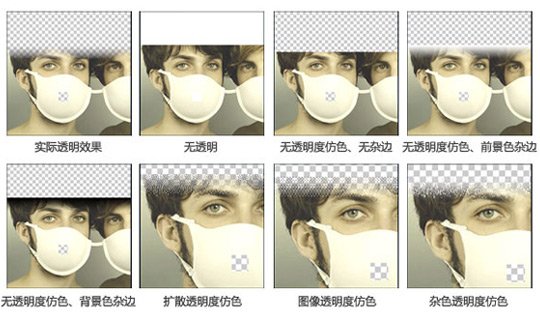 实际透明效果
无透明
无透明度仿色、无杂边
无透明度仿色、前景色杂边
无透明度仿色、背景色杂边
扩散透明度仿色
图像透明度仿色
杂色透明度仿色